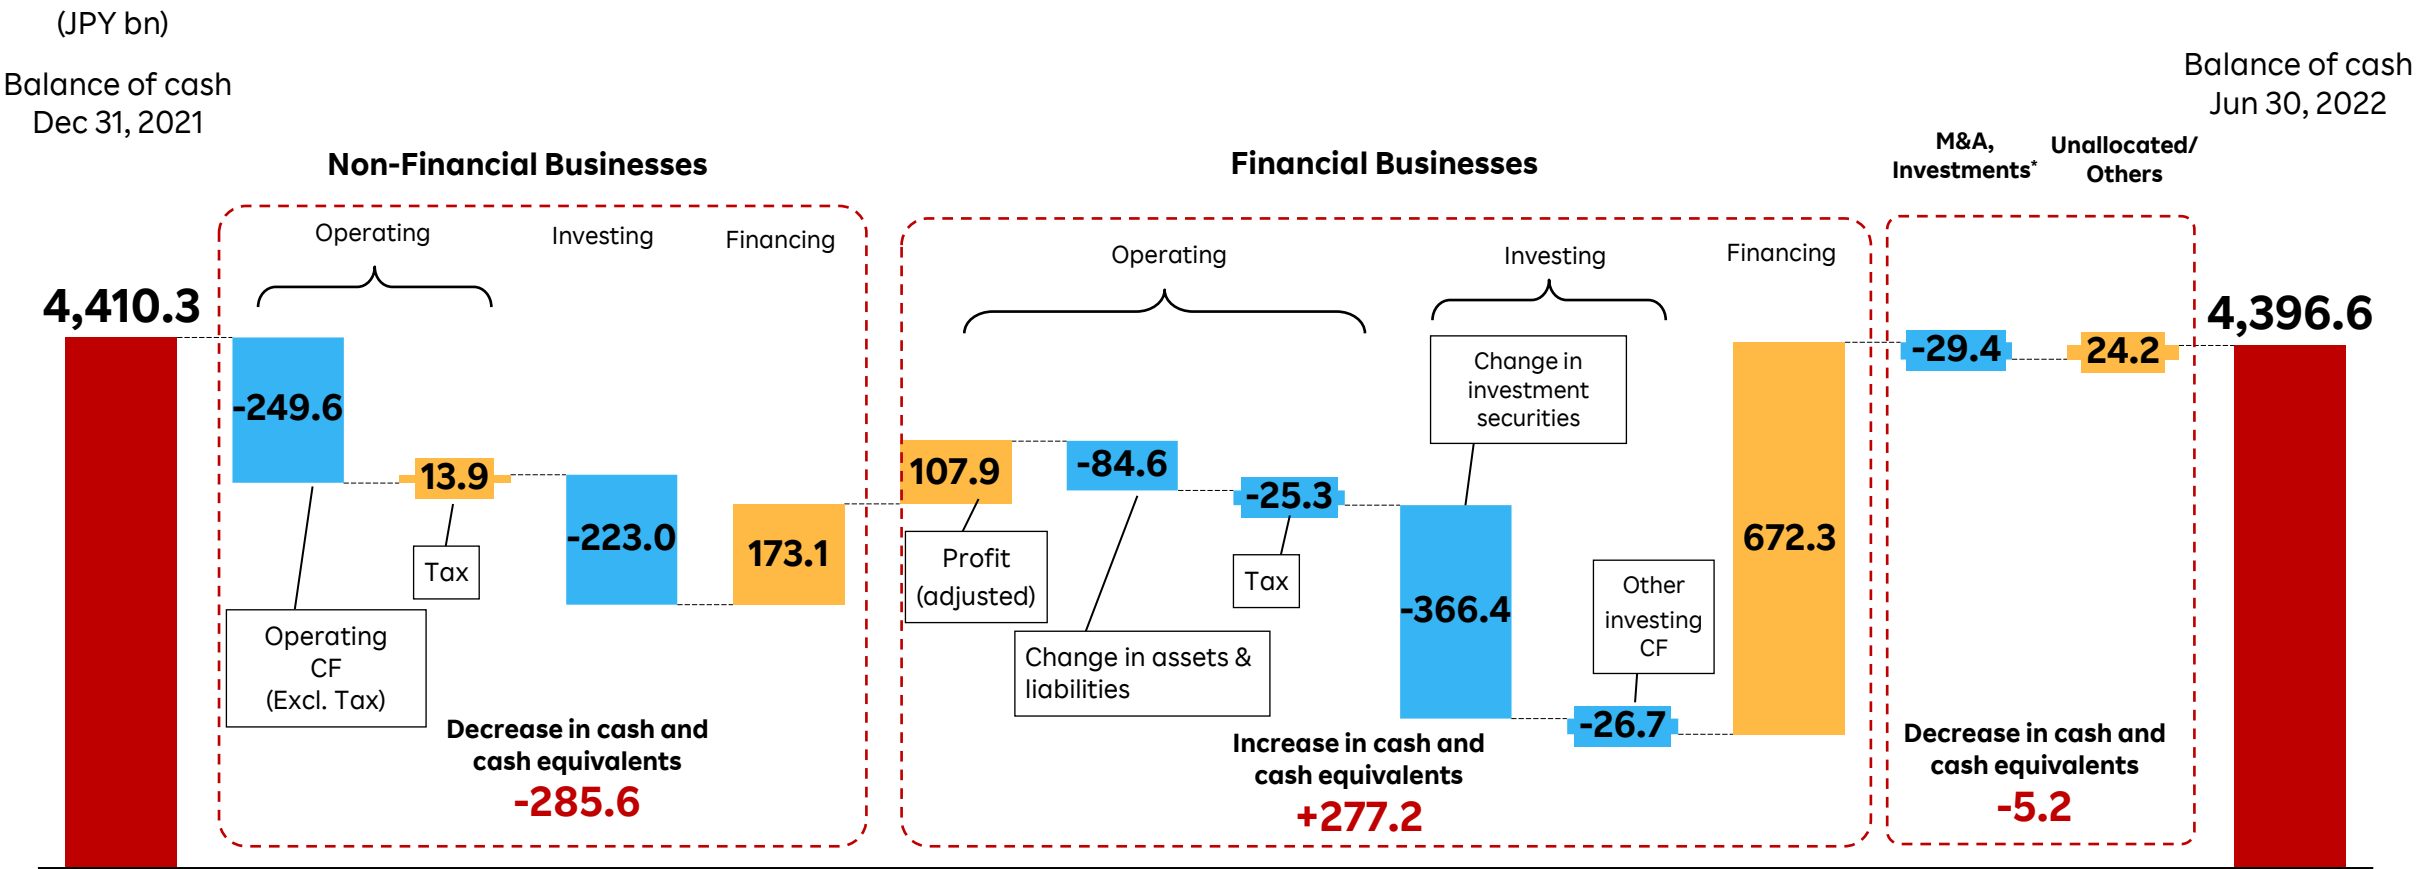 (JPY bn)
Balance of cash
Dec 31, 2021
4,410.3
Non-Financial Businesses
Operating
Investing
Financing
-249.6
13.9
-223.0
173.1
Tax
Operating
CF
(Excl. Tax)
Decrease in cash and
cash equivalents
-285.6
Financial Businesses
Operating
Investing
Financing
107.9
-84.6
-25.3
-366.4
-26.7
672.3
Profit
(adjusted)
Change in assets &
liabilities
Tax
Change in
investment
securities
Other
investing
CF
Increase in cash and
cash equivalents
+277.2
M&A,
Investments*
Unallocated/
Others
-29.4
24.2
Decrease in cash and
cash equivalents
-5.2
Balance of cash
Jun 30, 2022
4,396.6